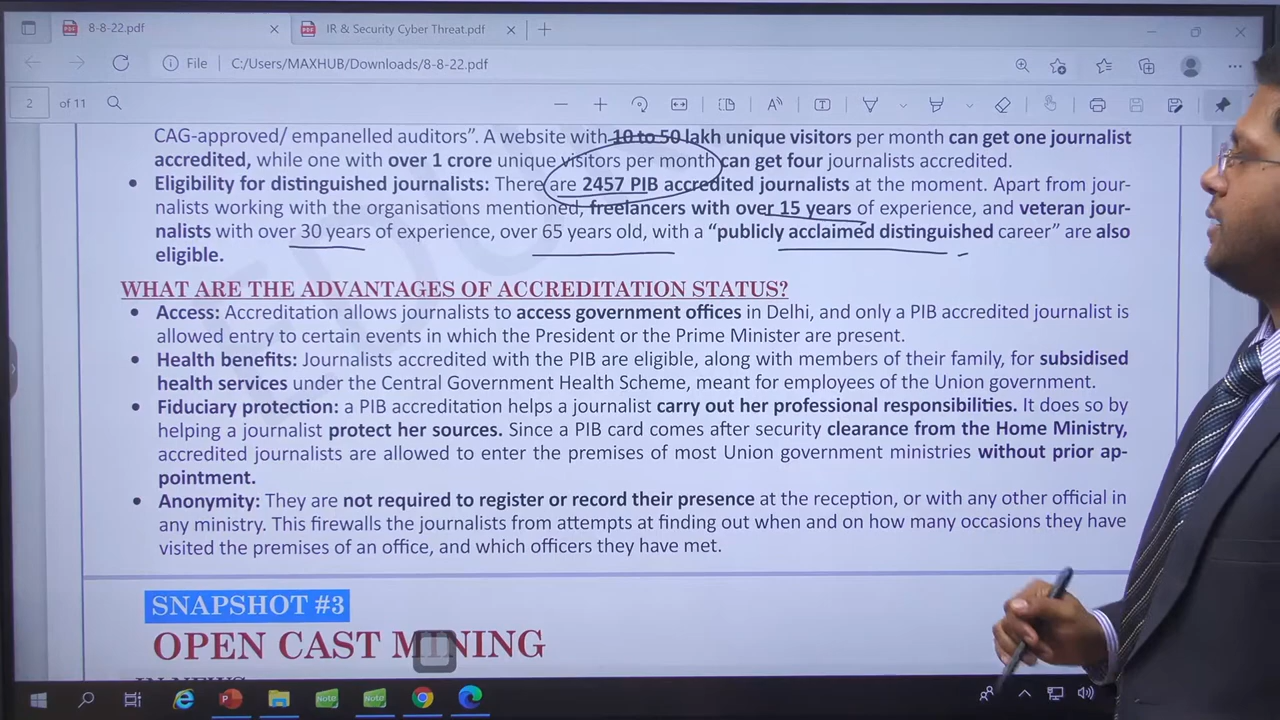 8-8-22.pdf
IR & Security Cyber Threat.pdf
File C:/Users/MAXHUB/Downloads/8-8-22.pdf
2 of 11
CAG-approved/ empanelled auditors”. A website with 10 to 50 lakh unique visitors per month can get one journalist
accredited, while one with over 1 crore unique visitors per month can get four journalists accredited.
• Eligibility for distinguished journalists: There are 2457 PIB accredited journalists at the moment. Apart from jour-
nalists working with the organisations mentioned, freelancers with over 15 years of experience, and veteran jour-
nalists with over 30 years of experience, over 65 years old, with a “publicly acclaimed distinguished career” are also
eligible.
WHAT ARE THE ADVANTAGES OF ACCREDITATION STATUS?
• Access: Accreditation allows journalists to access government offices in Delhi, and only a PIB accredited journalist is
allowed entry to certain events in which the President or the Prime Minister are present.
• Health benefits: Journalists accredited with the PIB are eligible, along with members of their family, for subsidised
health services under the Central Government Health Scheme, meant for employees of the Union government.
• Fiduciary protection: a PIB accreditation helps a journalist carry out her professional responsibilities. It does so by
helping a journalist protect her sources. Since a PIB card comes after security clearance from the Home Ministry,
accredited journalists are allowed to enter the premises of most Union government ministries without prior ap-
pointment.
• Anonymity: They are not required to register or record their presence at the reception, or with any other official in
any ministry. This firewalls the journalists from attempts at finding out when and on how many occasions they have
visited the premises of an office, and which officers they have met.
SNAPSHOT #3
OPEN CAST MINING
Note
Note